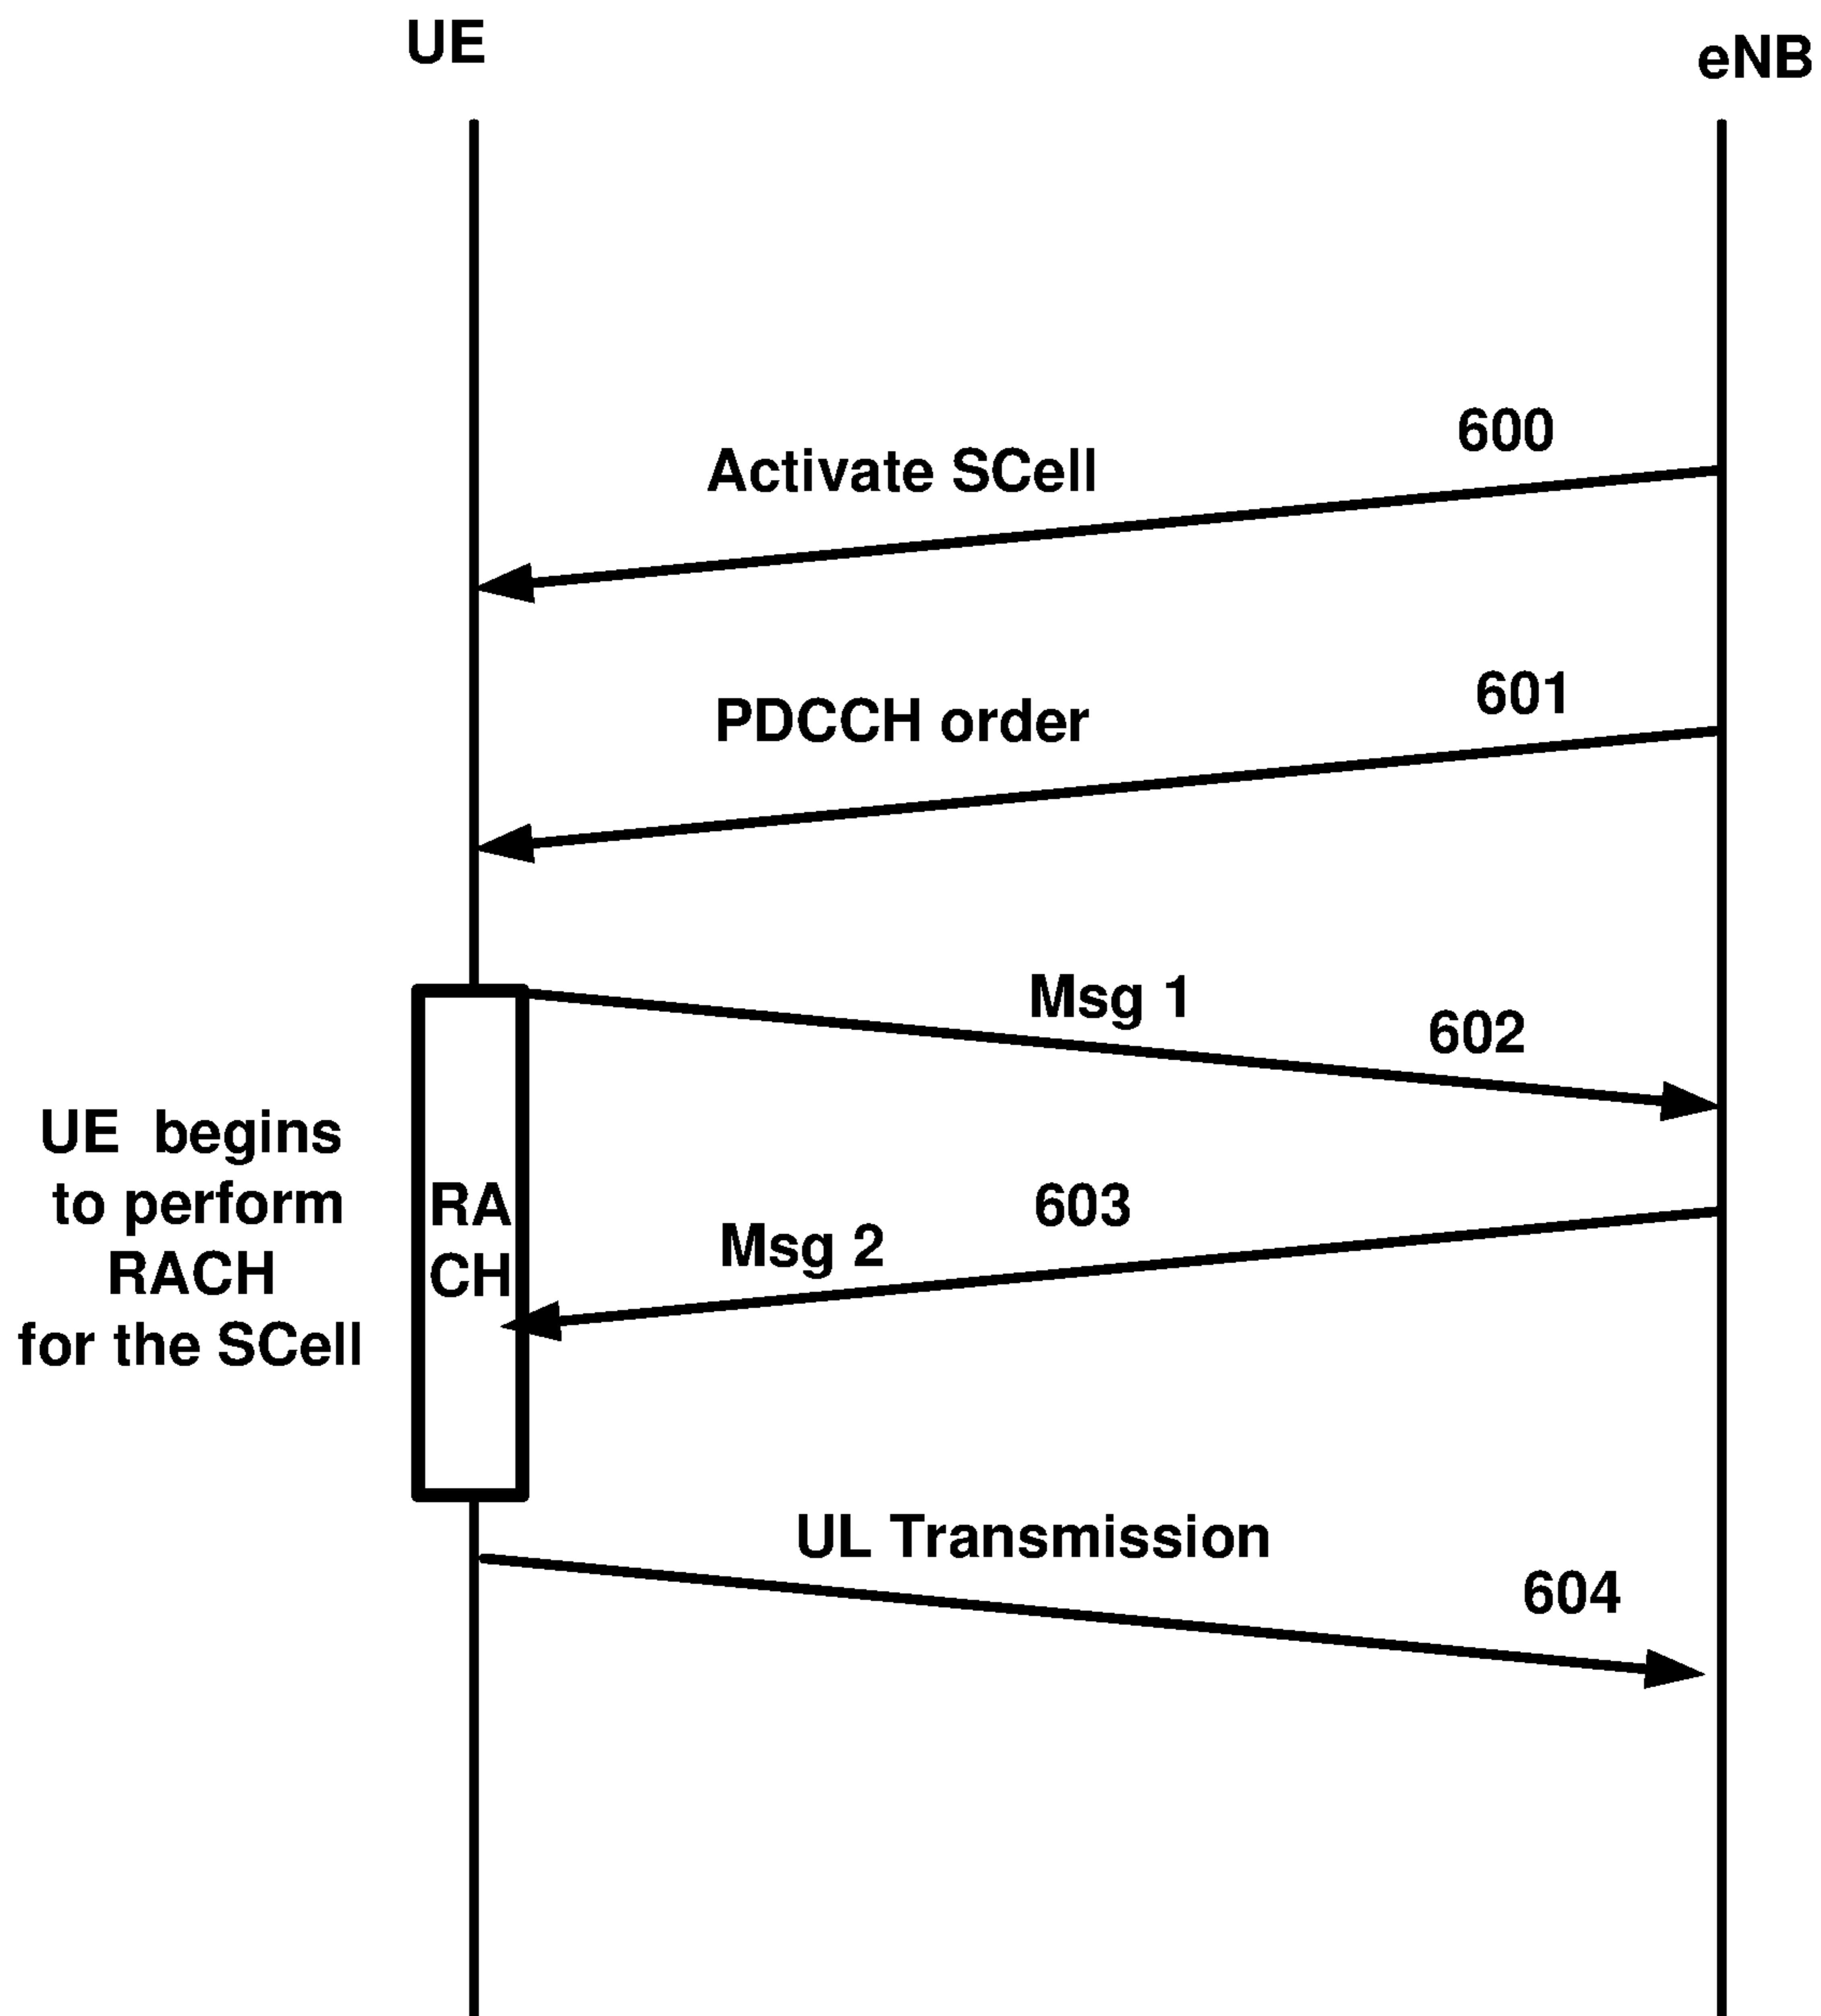 UE
eNB
600
Activate SCell
601
PDCCH order
Msg 1
602
UE begins
to perform
RACH
for the SCell
RA
CH
603
Msg 2
UL Transmission
604